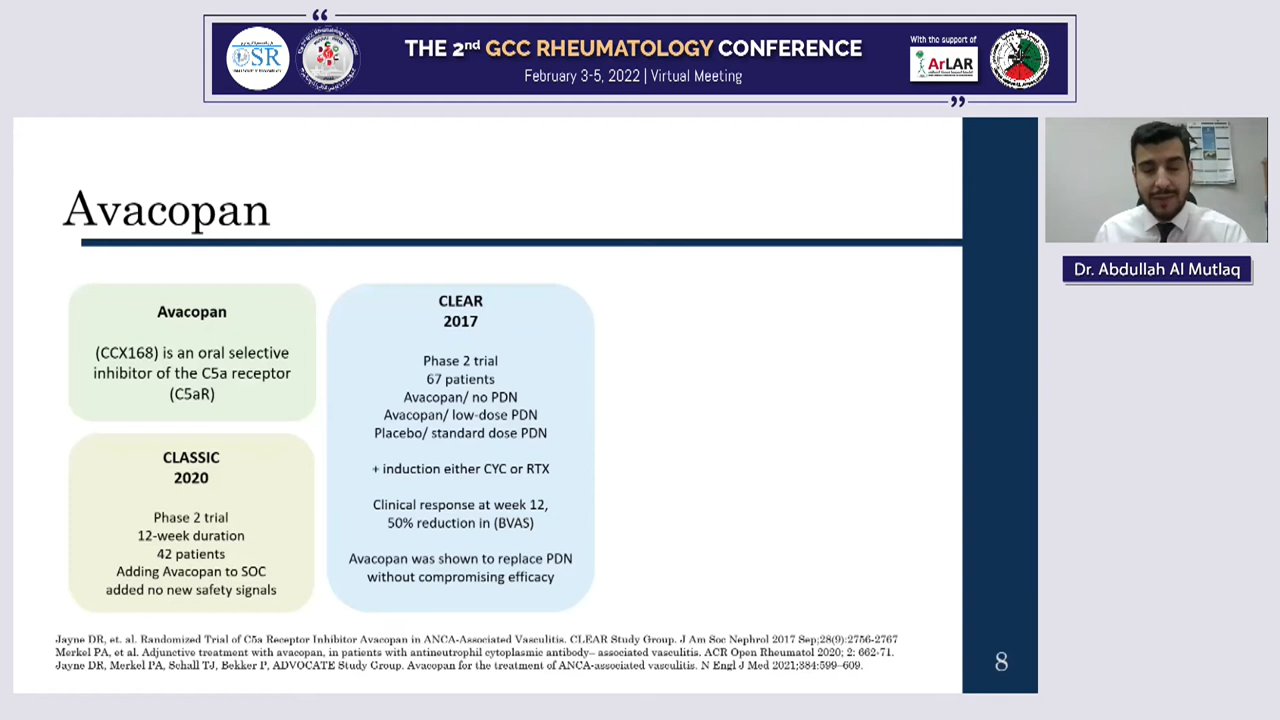 “
THE 2nd GCC RHEUMATOLOGY CONFERENCE
February 3-5, 2022 | Virtual Meeting
With the support of
OSR
ArLAR
”
Avacopan
Avacopan
(CCX168) is an oral selective
inhibitor of the C5a receptor
(C5aR)
CLASSIC
2020
Phase 2 trial
12-week duration
42 patients
Adding Avacopan to SOC
added no new safety signals
CLEAR
2017
Phase 2 trial
67 patients
Avacopan/ no PDN
Avacopan/ low-dose PDN
Placebo/ standard dose PDN
+ induction either CYC or RTX
Clinical response at week 12,
50% reduction in (BVAS)
Avacopan was shown to replace PDN
without compromising efficacy
Jayne DR, et. al. Randomized Trial of C5a Receptor Inhibitor Avacopan in ANCA-Associated Vasculitis. CLEAR Study Group. J Am Soc Nephrol 2017 Sep;28(9):2756-2767
Merkel PA, et al. Adjunctive treatment with avacopan, in patients with antineutrophil cytoplasmic antibody– associated vasculitis. ACR Open Rheumatol 2020; 2: 662-71.
Jayne DR, Merkel PA, Schall TJ, Bekker P, ADVOCATE Study Group. Avacopan for the treatment of ANCA-associated vasculitis. N Engl J Med 2021;384:599–609.
8
Dr. Abdullah Al Mutlaq